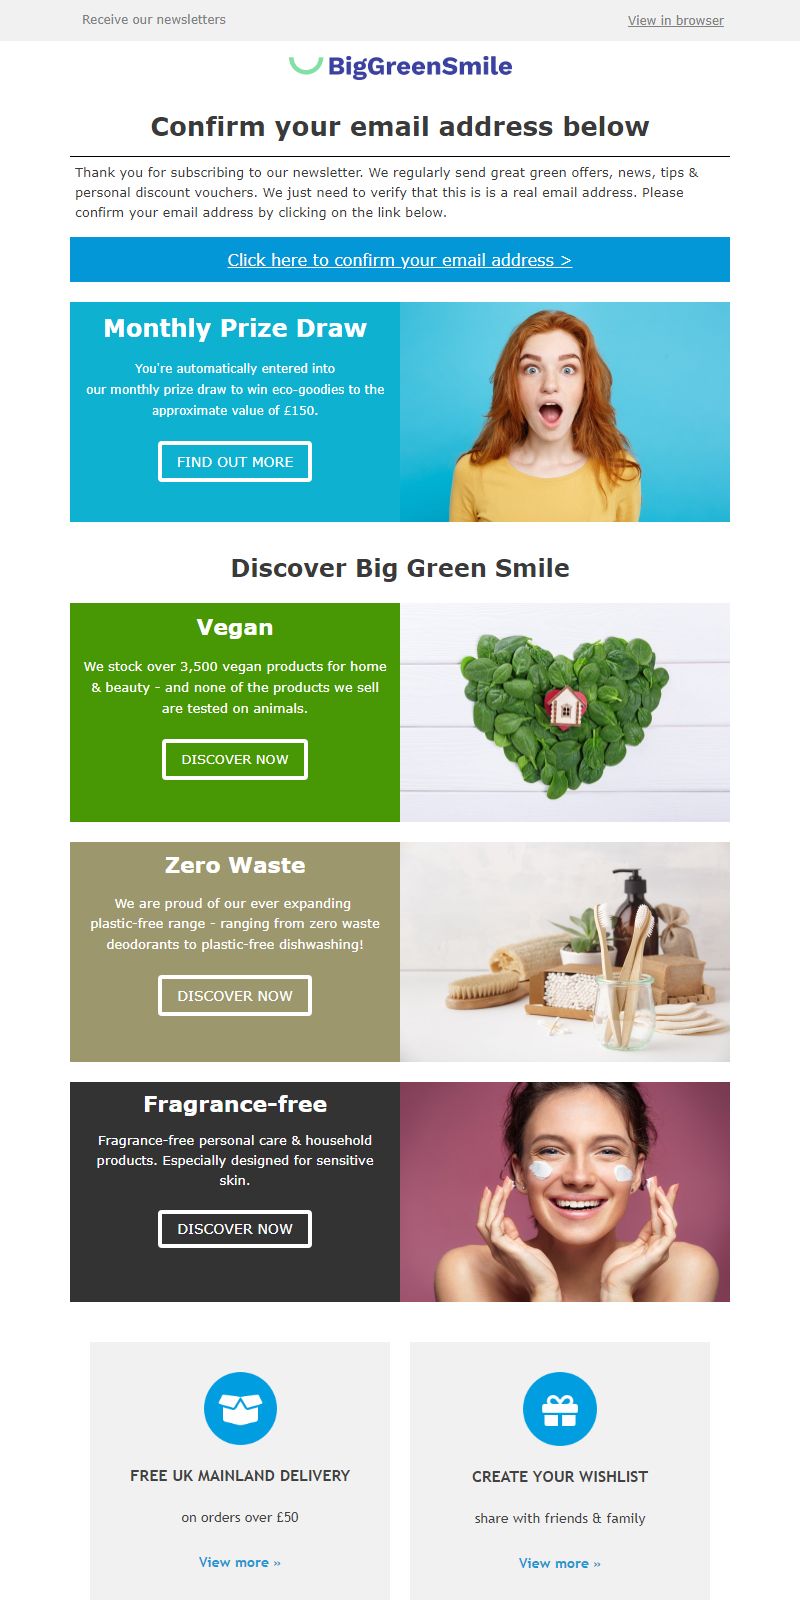 Receive our newsletters
View in browser
BigGreenSmile
Confirm your email address below
Thank you for subscribing to our newsletter. We regularly send great green offers, news, tips &
personal discount vouchers. We just need to verify that this is is a real email address. Please
confirm your email address by clicking on the link below.
Click here to confirm your email address >
Monthly Prize Draw
You're automatically entered into
our monthly prize draw to win eco-goodies to the
approximate value of £150.
FIND OUT MORE
Discover Big Green Smile
Vegan
We stock over 3,500 vegan products for home
& beauty - and none of the products we sell
are tested on animals.
DISCOVER NOW
Zero Waste
We are proud of our ever expanding
plastic-free range - ranging from zero waste
deodorants to plastic-free dishwashing!
DISCOVER NOW
Fragrance-free
Fragrance-free personal care & household
products. Especially designed for sensitive
skin.
DISCOVER NOW
FREE UK MAINLAND DELIVERY
on orders over £50
View more »
CREATE YOUR WISHLIST
share with friends & family
View more »